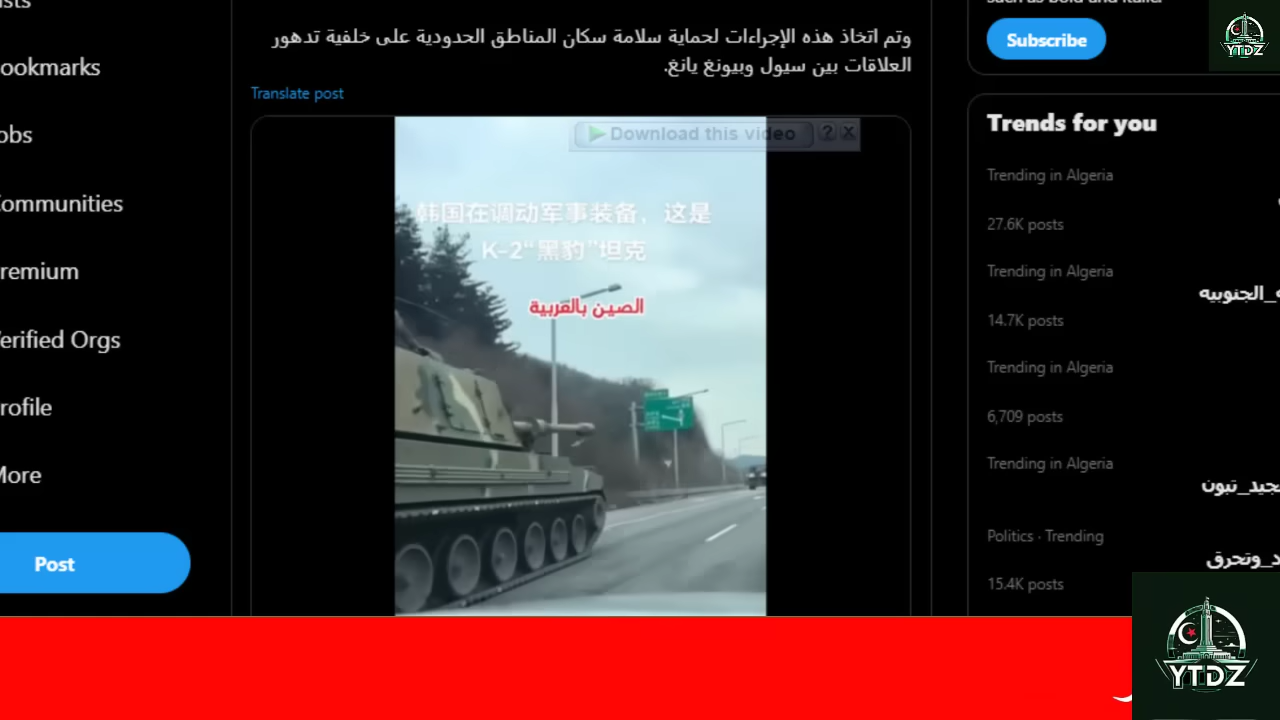 ookmarks
obs
ommunities
remium
erified Orgs
rofile
More
Post
وتم اتخاذ هذه الإجراءات لحماية سلامة سكان المناطق الحدودية على خلفية تدهور
العلاقات بين سيول وبيونغ يانغ.
Translate post
Download this video ? X
韩国在调动军事装备，这是
K-2“黑豹”坦克
الصين بالعربية
Subscribe
YTDZ
Trends for you
Trending in Algeria
27.6K posts
Trending in Algeria
ه_الجنوبيه
14.7K posts
Trending in Algeria
6,709 posts
Trending in Algeria
جيد_تبون
Politics · Trending
د_وتحرق
15.4K posts
YTDZ